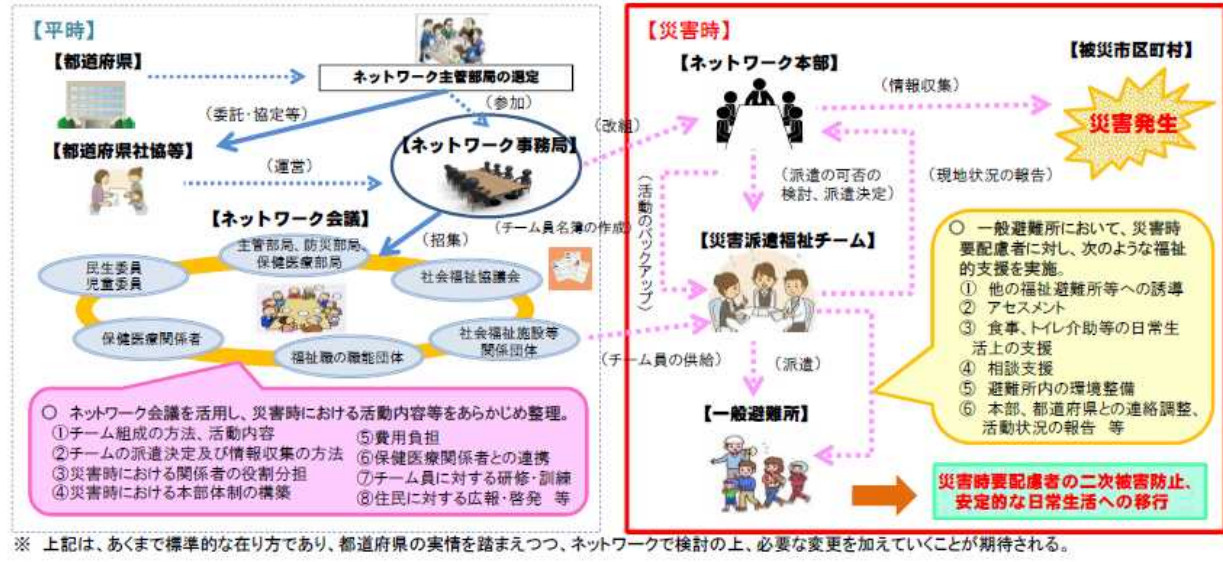 【平時】
【都道府県】
ネットワーク主管部局の選定
(委託・協定等)
(参加)
【都道府県社協等】
(運営)
【ネットワーク事務局】
(改組)
【ネットワーク会議】
(招集)
(チーム員名簿の作成)
主管部局、防災部局、
保健医療部局
民生委員
児童委員
社会福祉協議会
保健医療関係者
福祉職の職能団体
社会福祉施設等
関係団体
(チーム員の供給)
○ ネットワーク会議を活用し、災害時における活動内容等をあらかじめ整理。
①チーム組成の方法、活動内容
②チームの派遣決定及び情報収集の方法
③災害時における関係者の役割分担
④災害時における本部体制の構築
⑤費用負担
⑥保健医療関係者との連携
⑦チーム員に対する研修・訓練
⑧住民に対する広報・啓発 等
【災害時】
【ネットワーク本部】
(情報収集)
【被災市区町村】
災害発生
(活動のバックアップ)
(派遣の可否の
検討、派遣決定)
(現地状況の報告)
【災害派遣福祉チーム】
(派遣)
【一般避難所】
○ 一般避難所において、災害時
要配慮者に対し、次のような福祉
的支援を実施。
① 他の福祉避難所等への誘導
② アセスメント
③ 食事、トイレ介助等の日常生
活上の支援
④ 相談支援
⑤ 避難所内の環境整備
⑥ 本部、都道府県との連絡調整、
活動状況の報告 等
災害時要配慮者の二次被害防止、
安定的な日常生活への移行
※ 上記は、あくまで標準的な在り方であり、都道府県の実情を踏まえつつ、ネットワークで検討の上、必要な変更を加えていくことが期待される。